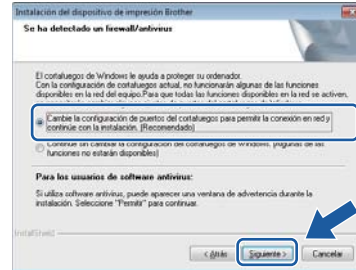 Instalación del dispositivo de impresión Brother
Se ha detectado un firewall/antivirus
El cortafuegos de Windows le ayuda a proteger su ordenador.
Con la configuración de cortafuegos actual, no funcionarán algunas de las funciones
disponibles en la red del equipo.Para que todas las funciones disponibles en la red se activen,
Cambie la configuración de puertos del cortafuegos para permitir la conexión en red y
continúe con la instalación. (Recomendado)
Continúe sin cambiar la configuración del cortafuegos de Windows. (Algunas de las
funciones no estarán disponibles)
Para los usuarios de software antivirus:
Si utiliza software antivirus, puede aparecer una ventana de advertencia durante la
instalación. Seleccione "Permitir" para continuar.
InstallShield
< Atrás
Siguiente >
Cancelar